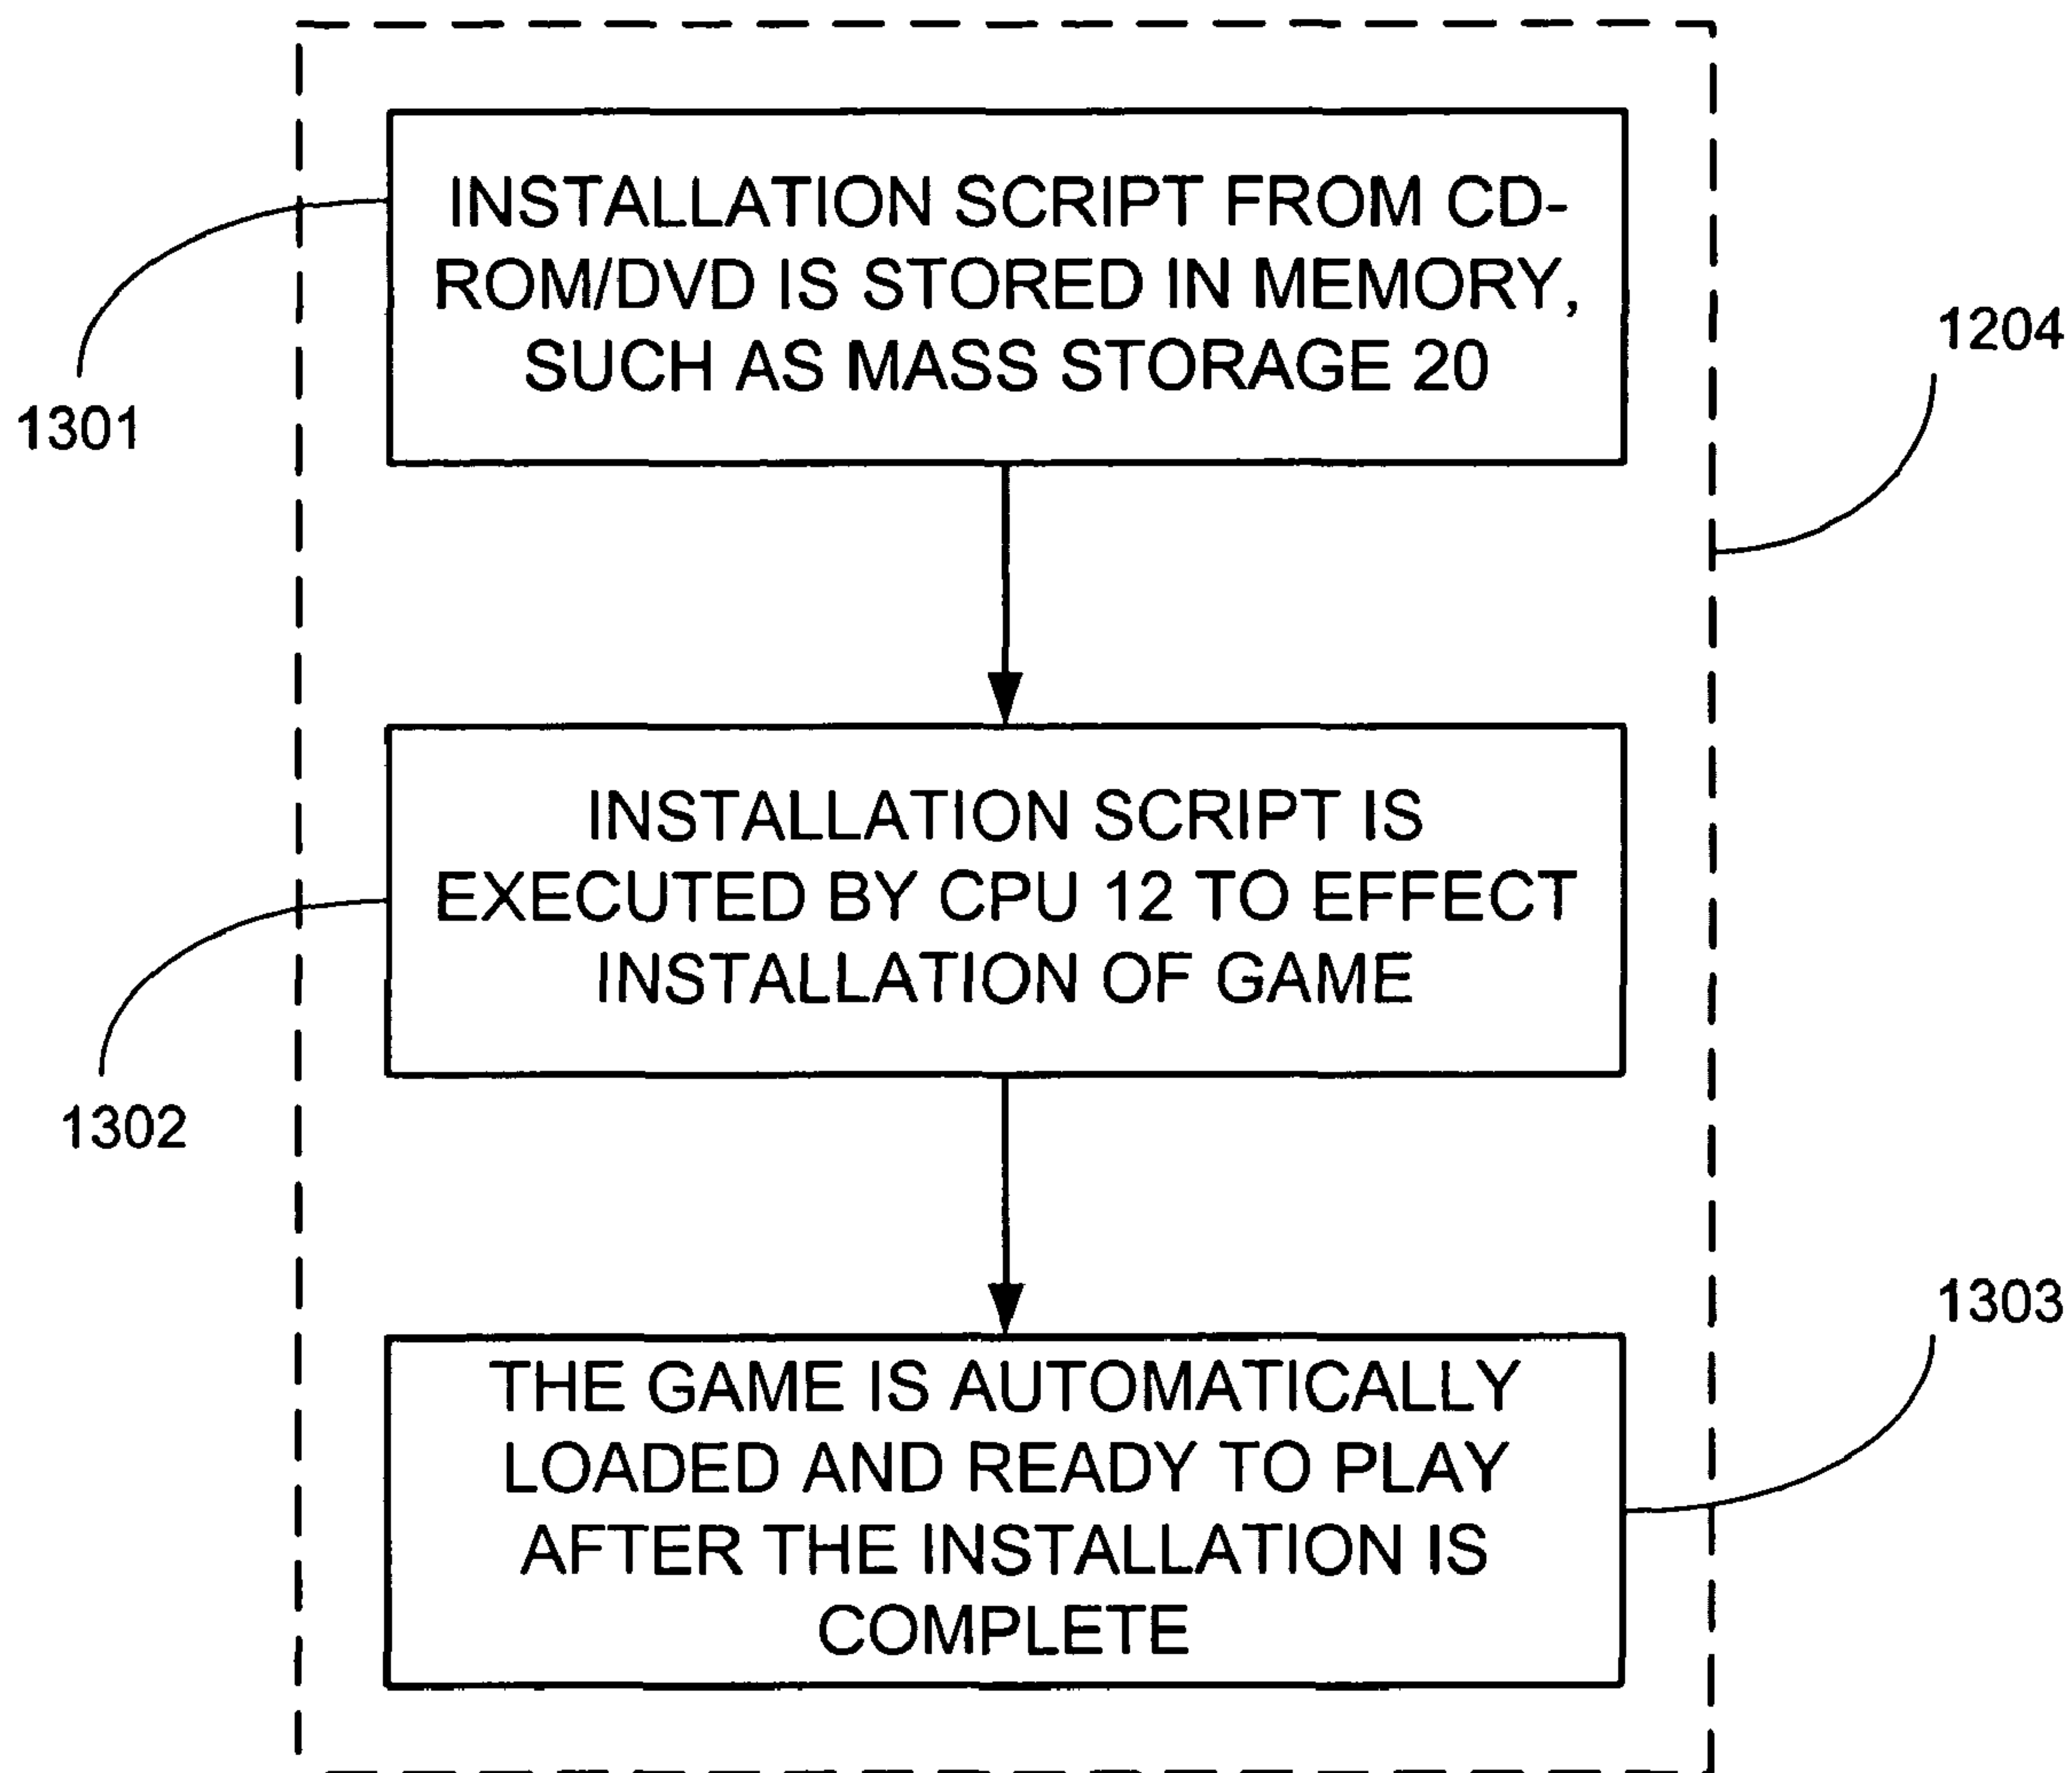 INSTALLATION SCRIPT FROM CD-
ROM/DVD IS STORED IN MEMORY,
SUCH AS MASS STORAGE 20
1204
1301
INSTALLATION SCRIPT IS
EXECUTED BY CPU 12 TO EFFECT
INSTALLATION OF GAME
1302
1303
THE GAME IS AUTOMATICALLY
LOADED AND READY TO PLAY
AFTER THE INSTALLATION IS
COMPLETE